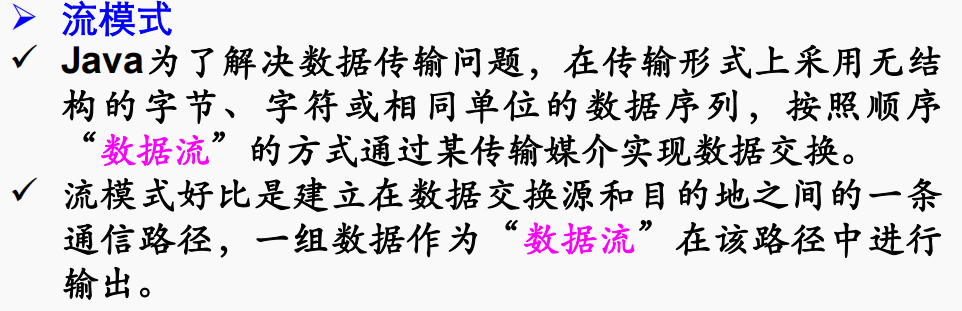 ➢ 流模式
✓ Java为了解决数据传输问题，在传输形式上采用无结
构的字节、字符或相同单位的数据序列，按照顺序
“数据流”的方式通过某传输媒介实现数据交换。
✓ 流模式好比是建立在数据交换源和目的地之间的一条
通信路径，一组数据作为“数据流”在该路径中进行
输出。